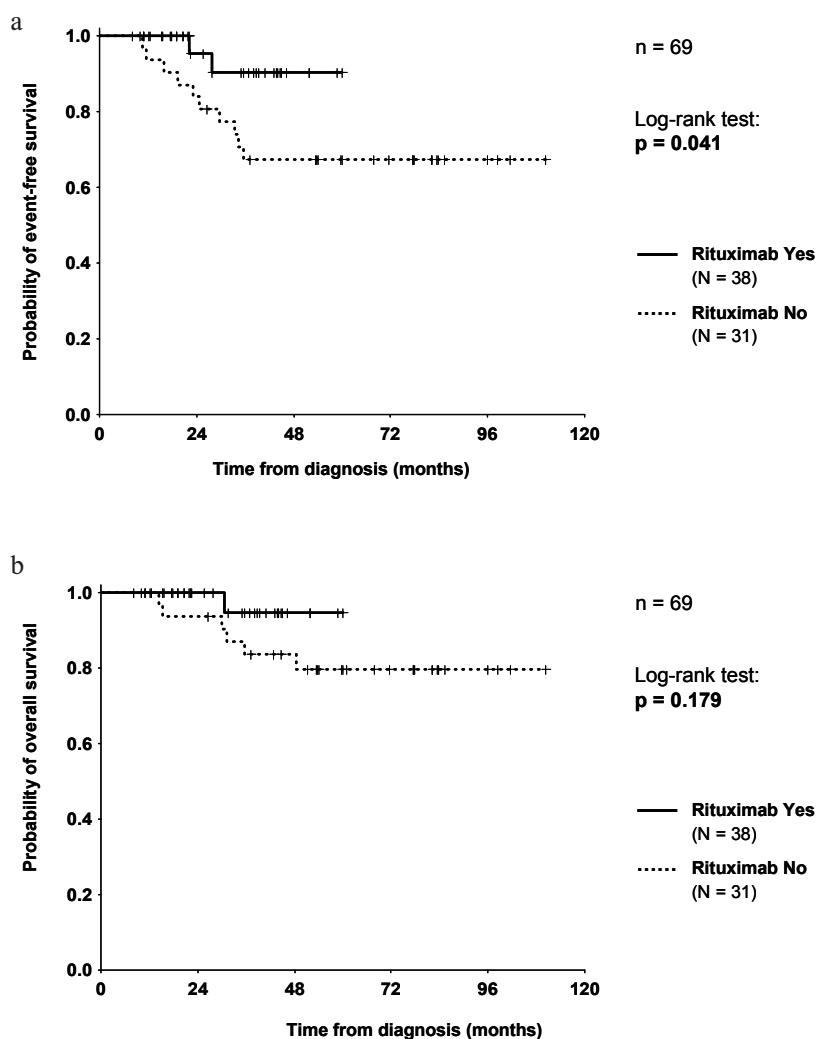 a
Probability of event-free survival
1.0
0.8
0.6
0.4
0.2
0.0
0 24 48 72 96 120
Time from diagnosis (months)
n = 69
Log-rank test:
p = 0.041
Rituximab Yes
(N = 38)
Rituximab No
(N = 31)
b
Probability of overall survival
1.0
0.8
0.6
0.4
0.2
0.0
0 24 48 72 96 120
Time from diagnosis (months)
n = 69
Log-rank test:
p = 0.179
Rituximab Yes
(N = 38)
Rituximab No
(N = 31)